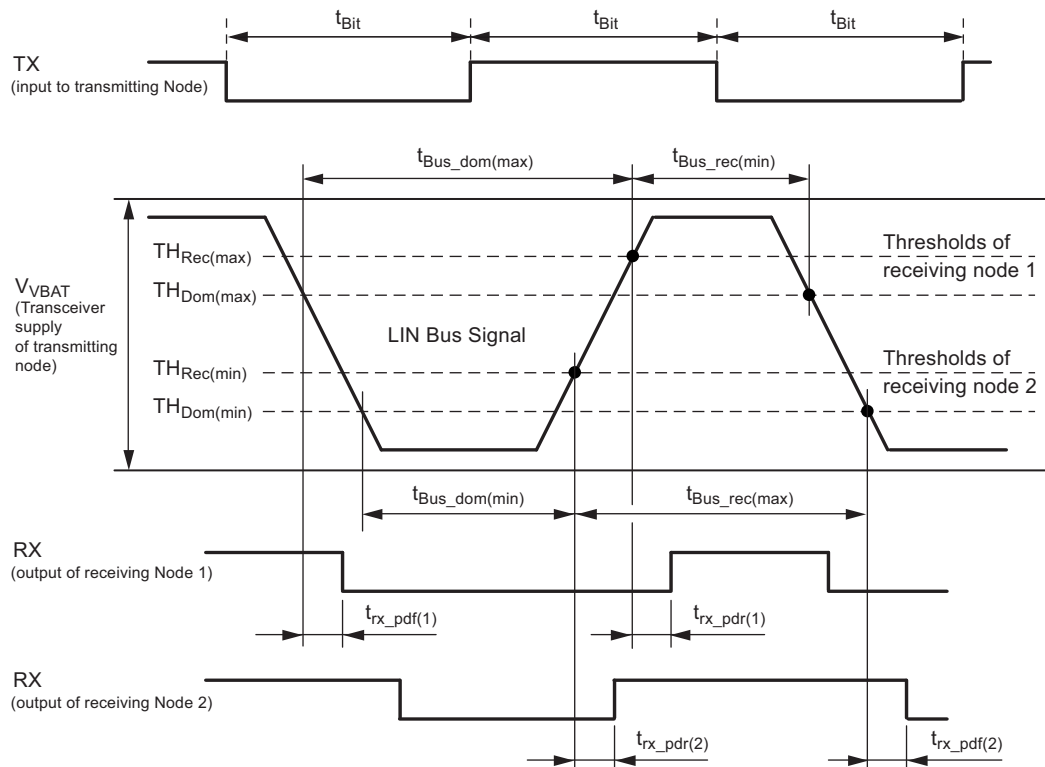 tBit
tBit
tBit
TX
(input to transmitting Node)
tBus_dom(max)
tBus_rec(min)
VVBAT
(Transceiver
supply
of transmitting
node)
THRec(max)
THDom(max)
Thresholds of
receiving node 1
LIN Bus Signal
THRec(min)
THDom(min)
Thresholds of
receiving node 2
tBus_dom(min)
tBus_rec(max)
RX
(output of receiving Node 1)
trx_pdf(1)
trx_pdr(1)
RX
(output of receiving Node 2)
trx_pdr(2)
trx_pdf(2)